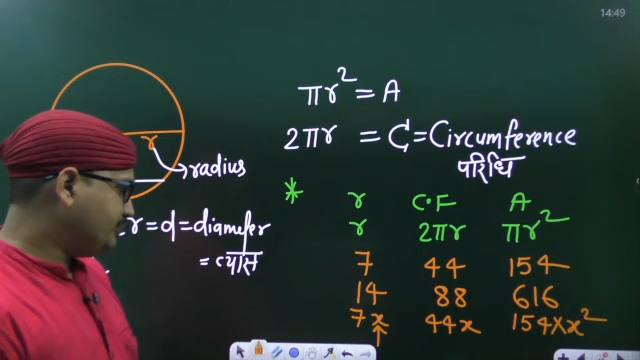 14:49
πr² = A
r
2πr = C = Circumference
परिधि
radius
* r C·F A
r 2πr πr²
r = d = diameter
= व्यास
7 44 154
14 88 616
7x 44x 154×x²